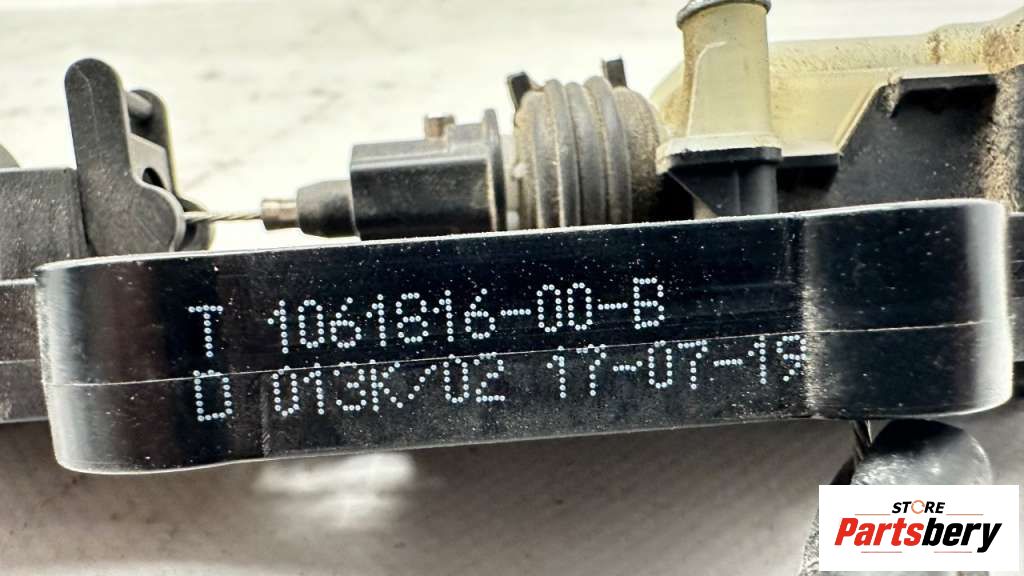 T 1061816-00-B
D 013K/02 17-07-19
STORE
Partsbery